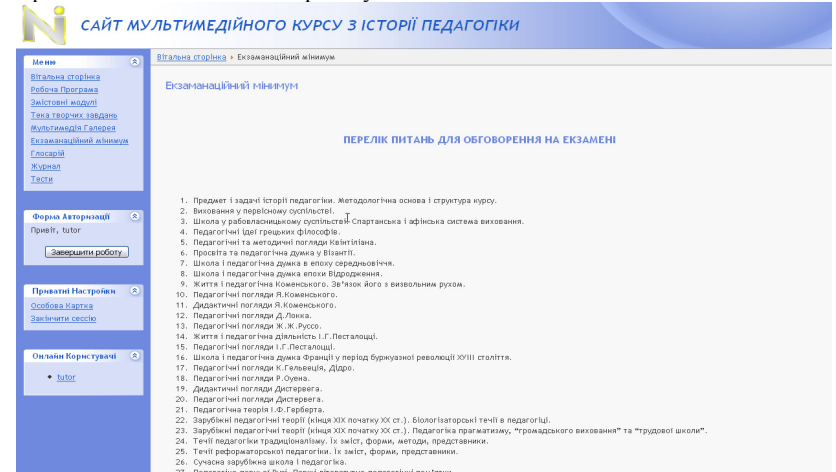 САЙТ МУЛЬТИМЕДІЙНОГО КУРСУ З ІСТОРІЇ ПЕДАГОГІКИ
Меню
Вітальна сторінка
Робоча Програма
Змістовні модулі
Тека творчих завдань
Мультимедія Галерея
Екзаманаційний мінимум
Глосарій
Журнал
Тести
Форма Авторизації
Привіт, tutor
Завершити роботу
Приватні Настройки
Особова Картка
Закінчити сессію
Онлайн Користувачі
tutor
Вітальна сторінка Екзаманаційний мінимум
Екзаманаційний мінимум
ПЕРЕЛІК ПИТАНЬ ДЛЯ ОБГОВОРЕННЯ НА ЕКЗАМЕНІ
1. Предмет і задачі історії педагогіки. Методологічна основа і структура курсу.
2. Виховання у первісному суспільстві.
3. Школа у рабовласницькому суспільстві. Спартанська і афінська система виховання.
4. Педагогічні ідеї грецьких філософів.
5. Педагогічні та методичні погляди Квінтіліана.
6. Просвіта та педагогічна думка у Візантії.
7. Школа і педагогічна думка в епоху середньовіччя.
8. Школа і педагогічна думка епохи Відродження.
9. Життя і педагогічна Коменського. Зв'язок його з визвольним рухом.
10. Педагогічні погляди Я.Коменського.
11. Дидактичні погляди Я.Коменського.
12. Педагогічні погляди Д.Локка.
13. Педагогічні погляди Ж.Ж.Руссо.
14. Життя і педагогічна діяльність І.Г.Песталоцці.
15. Педагогічні погляди І.Г.Песталоцці.
16. Школа і педагогічна думка Франції у період буржуазної революції XVIII століття.
17. Педагогічні погляди К.Гельвеція, Дідро.
18. Педагогічні погляди Р.Оуена.
19. Дидактичні погляди Дистервега.
20. Педагогічні погляди Дистервега.
21. Педагогічна теорія І.Ф.Герберта.
22. Зарубіжні педагогічні теорії (кінця XIX початку XX ст.). Біологізаторські течії в педагогіці.
23. Зарубіжні педагогічні теорії (кінця XIX початку XX ст.). Педагогіка прагматизму, "громадського виховання" та "трудової школи".
24. Течії педагогіки традиціоналізму. Їх зміст, форми, методи, представники.
25. Течії реформаторської педагогіки. Їх зміст, форми, представники.
26. Сучасна зарубіжна школа і педагогіка.